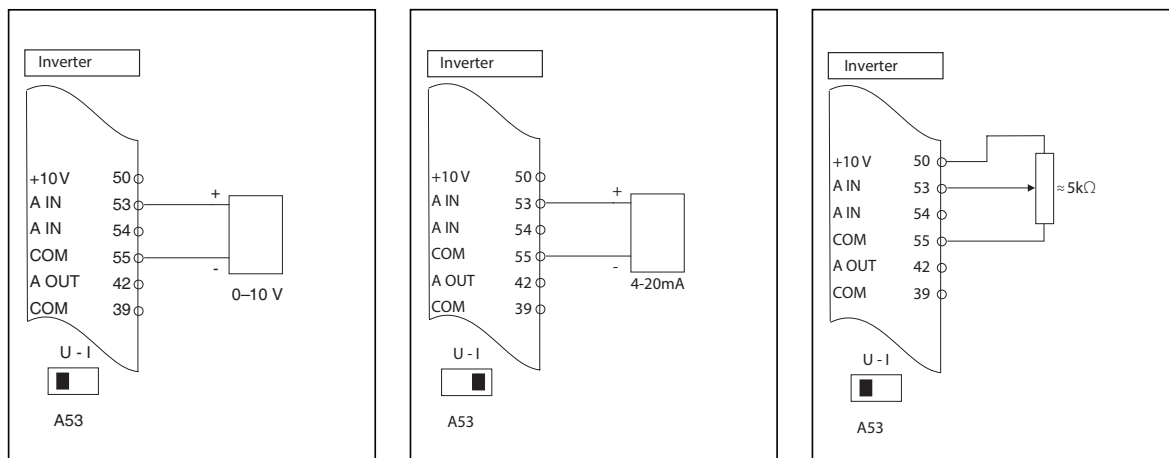 Inverter
+10 V 50
A IN 53 +
A IN 54
COM 55 -
A OUT 42
0–10 V
COM 39
U - I
A53
Inverter
+10 V 50
A IN 53 +
A IN 54
COM 55 -
A OUT 42
4-20mA
COM 39
U - I
A53
Inverter
+10 V 50
A IN 53
≈5kΩ
A IN 54
COM 55
A OUT 42
COM 39
U - I
A53